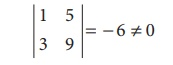 | 1 5 |
| 3 9 | = −6 ≠ 0